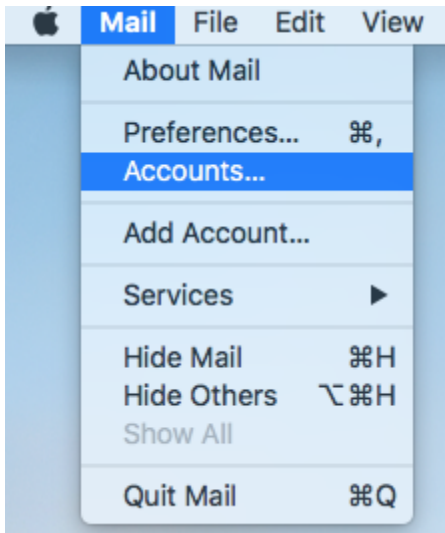 Mail File Edit View
About Mail
Preferences... ⌘,
Accounts...
Add Account...
Services ▶
Hide Mail ⌘H
Hide Others ⌥⌘H
Show All
Quit Mail ⌘Q